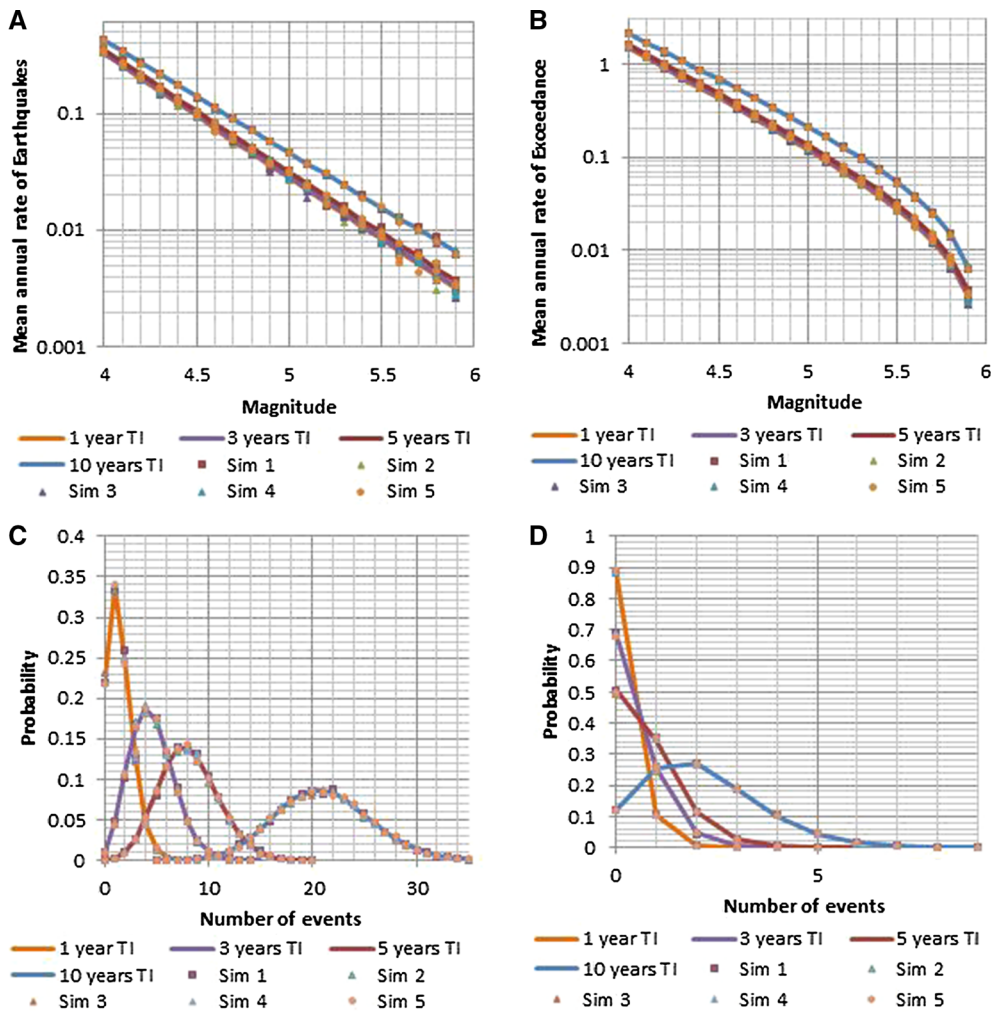 A
Mean annual rate of Earthquakes
0.1
0.01
0.001
4 4.5 5 5.5 6
Magnitude
1 year TI 3 years TI 5 years TI
10 years TI Sim 1 Sim 2
Sim 3 Sim 4 Sim 5
B
Mean annual rate of Exceedance
1
0.1
0.01
0.001
4 4.5 5 5.5 6
Magnitude
1 year TI 3 years TI 5 years TI
10 years TI Sim 1 Sim 2
Sim 3 Sim 4 Sim 5
C
Probability
0.4
0.35
0.3
0.25
0.2
0.15
0.1
0.05
0
0 10 20 30
Number of events
1 year TI 3 years TI 5 years TI
10 years TI Sim 1 Sim 2
Sim 3 Sim 4 Sim 5
D
Probability
1
0.9
0.8
0.7
0.6
0.5
0.4
0.3
0.2
0.1
0
0 5
Number of events
1 year TI 3 years TI 5 years TI
10 years TI Sim 1 Sim 2
Sim 3 Sim 4 Sim 5